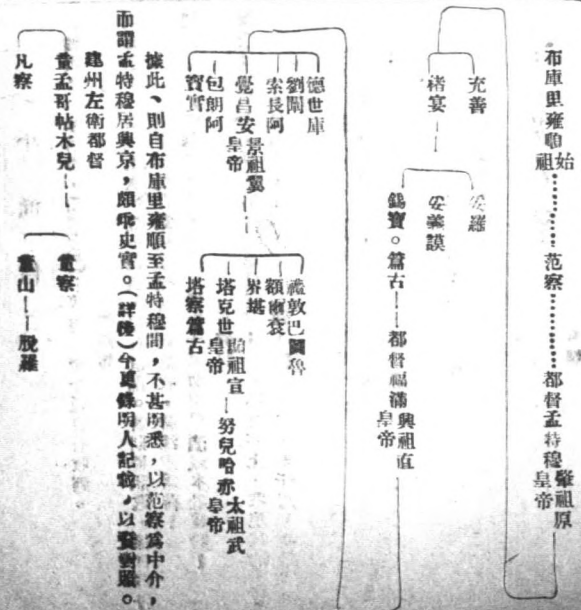 布庫里雍順始祖…………范察…………都督孟特穆肇祖原皇帝
充善
褚宴
妥羅
妥義謨
錫寶。篇古——都督福滿興祖直皇帝
德世庫
劉闡
索長阿
覺昌安景祖翼皇帝
包朗阿
寶實
禮敦巴圖魯
額爾袞
界堪
塔克世顯祖宣皇帝——努兒哈赤太祖武皇帝
塔察篇古
據此、則自布庫里雍順至孟特穆間，不甚明悉，以范察爲中介，
而謂孟特穆居興京，頗乖史實。(詳後)今更錄明人記載，以資對照。
建州左衛都督
童孟哥帖木兒——
凡察
童察
童山——脫羅